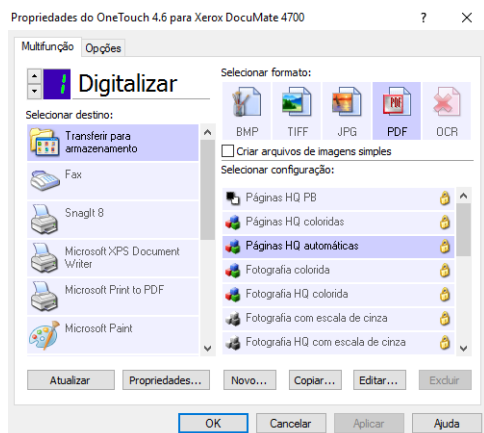 Propriedades do OneTouch 4.6 para Xerox DocuMate 4700
?
Multifunção
Opções
1
Digitalizar
Selecionar destino:
Transferir para
armazenamento
Fax
SnagIt 8
Microsoft XPS Document
Writer
Microsoft Print to PDF
Microsoft Paint
Atualizar
Propriedades...
Selecionar formato:
BMP
TIFF
JPG
PDF
OCR
Criar arquivos de imagens simples
Selecionar configuração:
Páginas HQ PB
Páginas HQ coloridas
Páginas HQ automáticas
Fotografia colorida
Fotografia HQ colorida
Fotografia com escala de cinza
Fotografia HQ com escala de cinza
Novo...
Copiar...
Editar...
Excluir
OK
Cancelar
Aplicar
Ajuda